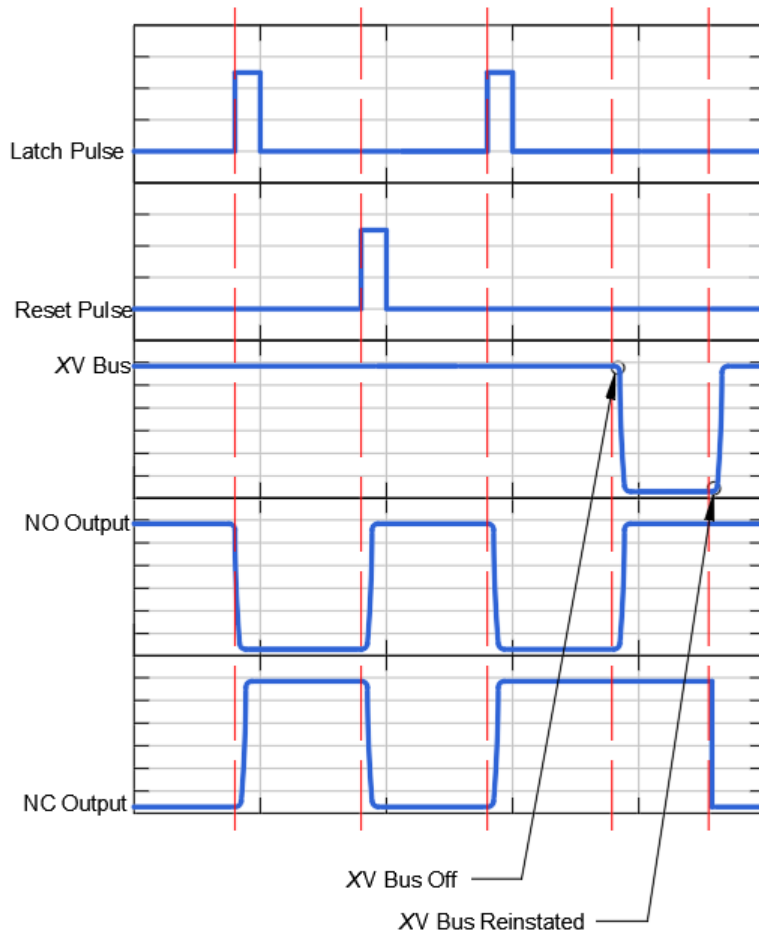 Latch Pulse
Reset Pulse
XV Bus
NO Output
NC Output
XV Bus Off
XV Bus Reinstated